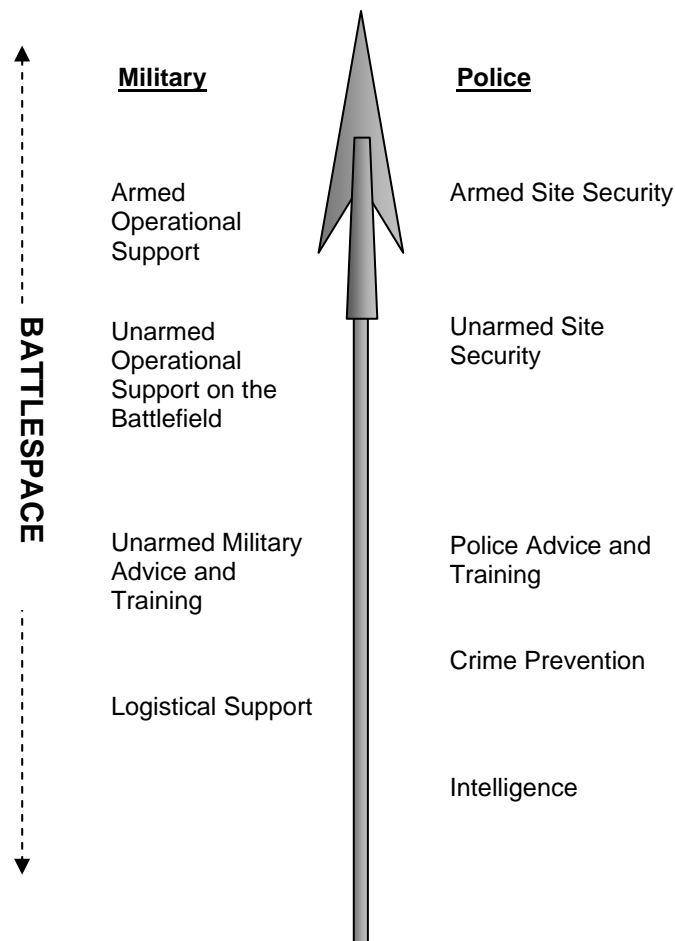 BATTLESPACE
Military
Armed
Operational
Support
Unarmed
Operational
Support on the
Battlefield
Unarmed Military
Advice and
Training
Logistical Support
Police
Armed Site Security
Unarmed Site
Security
Police Advice and
Training
Crime Prevention
Intelligence